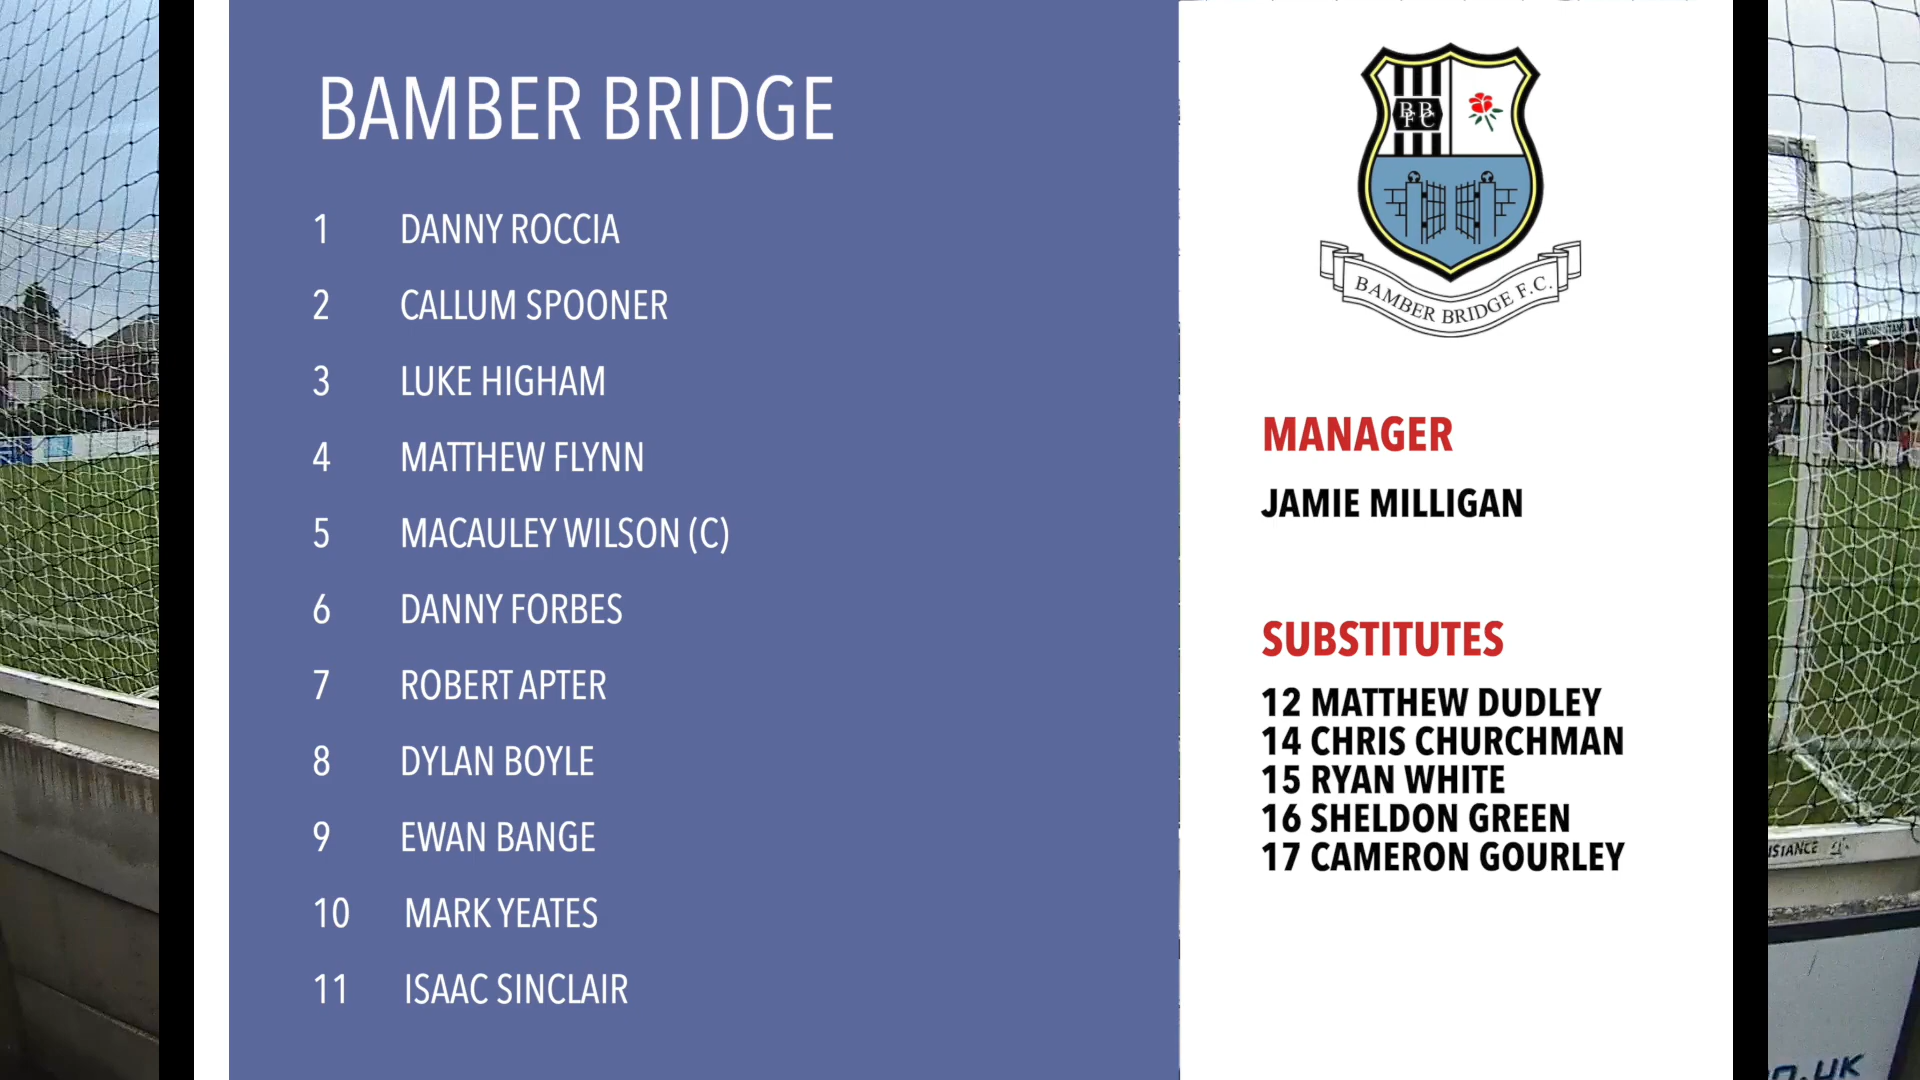 BAMBER BRIDGE
1 DANNY ROCCIA
2 CALLUM SPOONER
3 LUKE HIGHAM
4 MATTHEW FLYNN
5 MACAULEY WILSON (C)
6 DANNY FORBES
7 ROBERT APTER
8 DYLAN BOYLE
9 EWAN BANGE
10 MARK YEATES
11 ISAAC SINCLAIR
BAMBER BRIDGE F.C.
MANAGER
JAMIE MILLIGAN
SUBSTITUTES
12 MATTHEW DUDLEY
14 CHRIS CHURCHMAN
15 RYAN WHITE
16 SHELDON GREEN
17 CAMERON GOURLEY
.UK